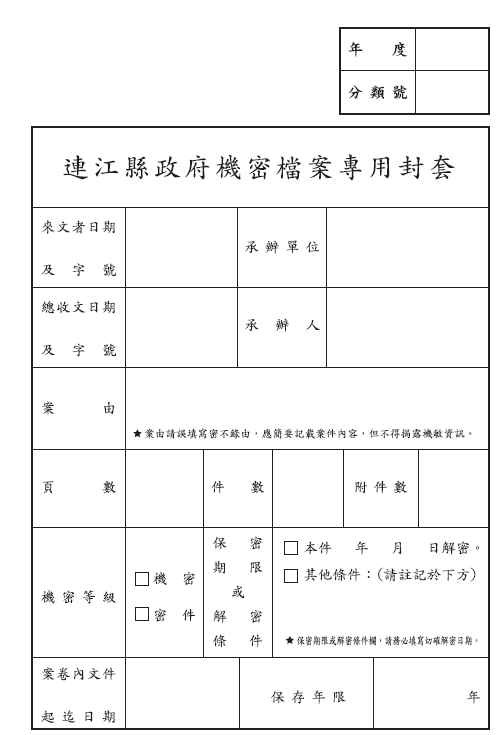 年 度
分 類 號
連江縣政府機密檔案專用封套
來文者日期
及 字 號
承 辦 單 位
總收文日期
及 字 號
承 辦 人
案 由
★案由請誤填寫密不錄由，應簡要記載案件內容，但不得揭露機敏資訊。
頁 數
件 數
附 件 數
機 密 等 級
□ 機 密
□ 密 件
保 密
期 限
或
解 密
條 件
□ 本件 年 月 日解密。
□ 其他條件：(請註記於下方)
★保密期限或解密條件欄，請務必填寫切確解密日期。
案卷內文件
起 迄 日 期
保 存 年 限
年